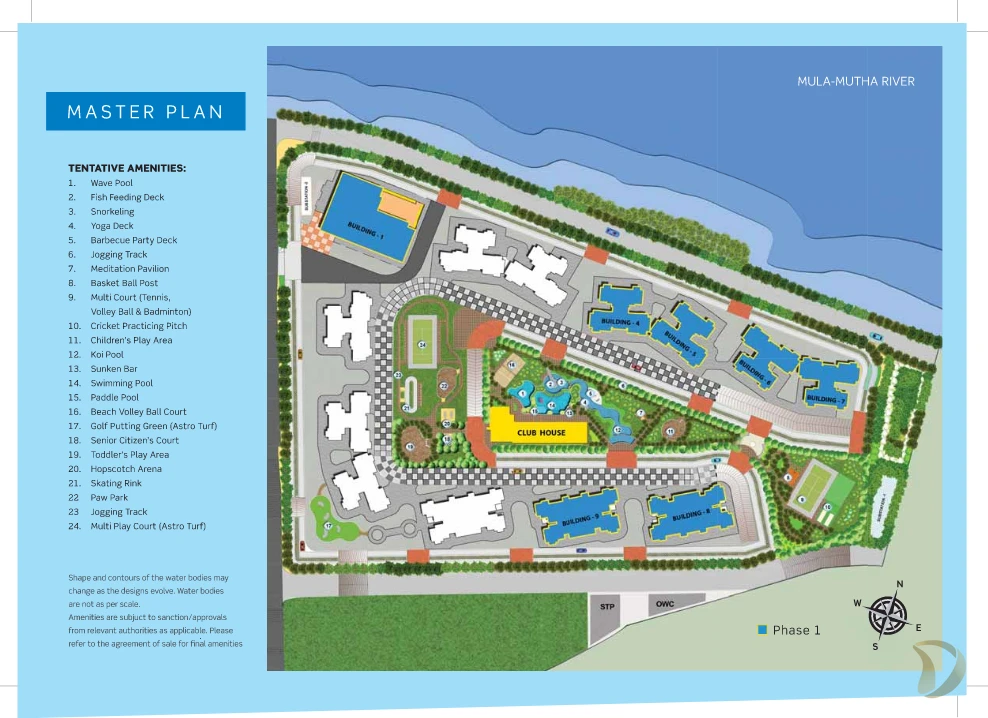 MASTER PLAN
TENTATIVE AMENITIES:
1. Wave Pool
2. Fish Feeding Deck
3. Snorkeling
4. Yoga Deck
5. Barbecue Party Deck
6. Jogging Track
7. Meditation Pavilion
8. Basket Ball Post
9. Multi Court (Tennis,
Volley Ball & Badminton)
10. Cricket Practicing Pitch
11. Children's Play Area
12. Koi Pool
13. Sunken Bar
14. Swimming Pool
15. Paddle Pool
16. Beach Volley Ball Court
17. Golf Putting Green (Astro Turf)
18. Senior Citizen's Court
19. Toddler's Play Area
20. Hopscotch Arena
21. Skating Rink
22 Paw Park
23 Jogging Track
24. Multi Play Court (Astro Turf)
Shape and contours of the water bodies may
change as the designs evolve. Water bodies
are not as per scale.
Amenities are subject to sanction/approvals
from relevant authorities as applicable. Please
refer to the agreement of sale for final amenities
MULA-MUTHA RIVER
SUBSTATION-2
BUILDING -1
BUILDING - 4
BUILDING - 5
BUILDING - 6
BUILDING - 7
CLUB HOUSE
BUILDING - 9
BUILDING - 8
SUBSTATION -1
STP
OWC
Phase 1
N
W
E
S